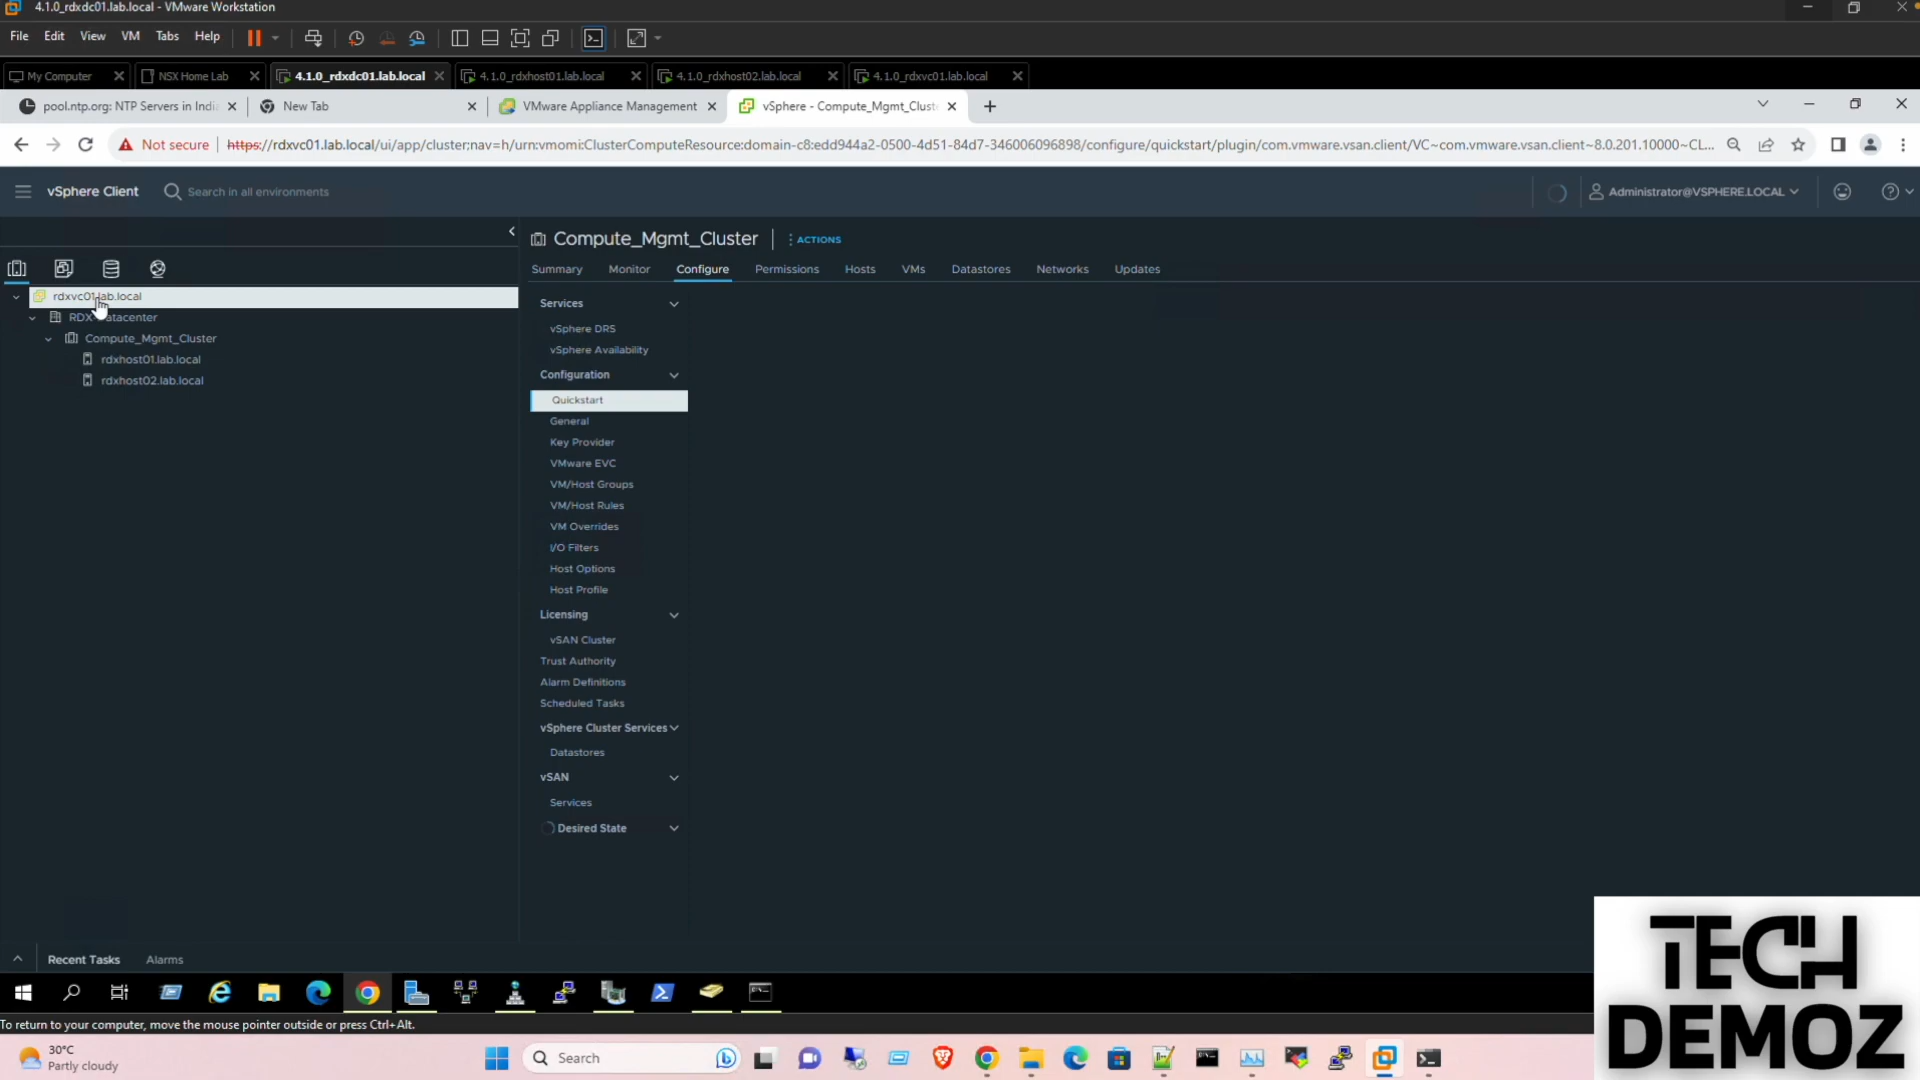 4.1.0_rdxdc01.lab.local - VMware Workstation
File Edit View VM Tabs Help
My Computer NSX Home Lab 4.1.0_rdxdc01.lab.local 4.1.0_rdxhost01.lab.local 4.1.0_rdxhost02.lab.local 4.1.0_rdxvc01.lab.local
pool.ntp.org: NTP Servers in Indi New Tab VMware Appliance Management vSphere - Compute_Mgmt_Clust
Not secure https://rdxvc01.lab.local/ui/app/cluster;nav=h/urn:vmomi:ClusterComputeResource:domain-c8:edd944a2-0500-4d51-84d7-346006096898/configure/quickstart/plugin/com.vmware.vsan.client/VC~com.vmware.vsan.client~8.0.201.10000~CL...
vSphere Client Search in all environments Administrator@VSPHERE.LOCAL
Compute_Mgmt_Cluster ACTIONS
Summary Monitor Configure Permissions Hosts VMs Datastores Networks Updates
rdxvc01.lab.local
RDX-Datacenter
Compute_Mgmt_Cluster
rdxhost01.lab.local
rdxhost02.lab.local
Services
vSphere DRS
vSphere Availability
Configuration
Quickstart
General
Key Provider
VMware EVC
VM/Host Groups
VM/Host Rules
VM Overrides
I/O Filters
Host Options
Host Profile
Licensing
vSAN Cluster
Trust Authority
Alarm Definitions
Scheduled Tasks
vSphere Cluster Services
Datastores
vSAN
Services
Desired State
Recent Tasks Alarms
To return to your computer, move the mouse pointer outside or press Ctrl+Alt.
30°C
Partly cloudy
Search
TECH
DEMOZ